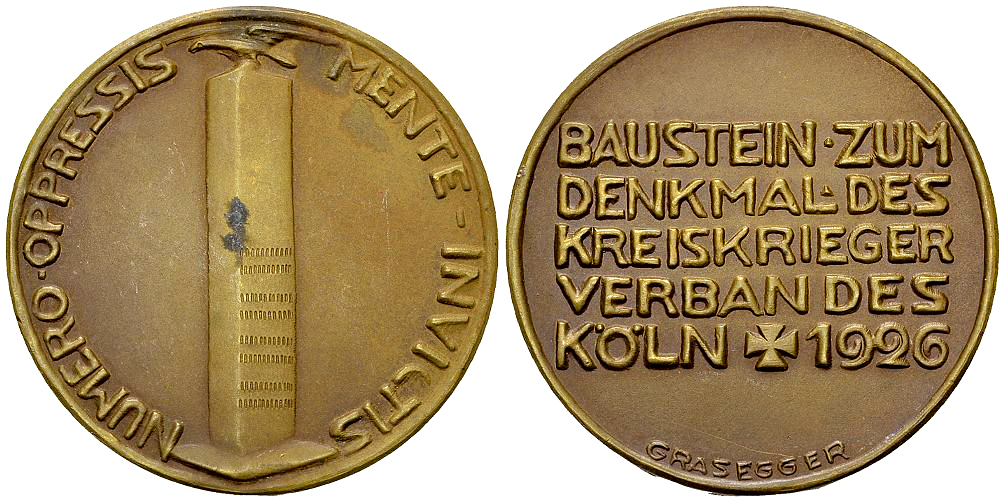 NUMERO · OPPRESSIS MENTE - INVICTIS
BAUSTEIN · ZUM
DENKMAL · DES
KREISKRIEGER
VERBANDES
KÖLN ✠ 1926
GRASEGGER